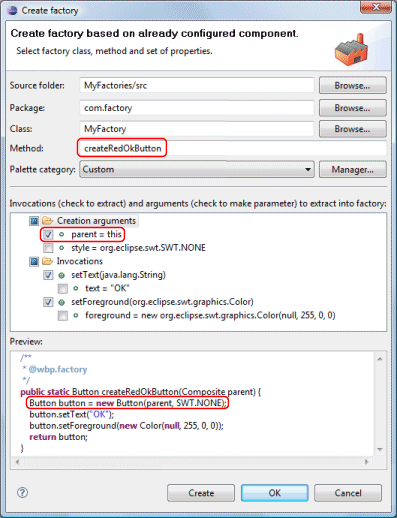 Create factory
Create factory based on already configured component.
Select factory class, method and set of properties.
Source folder: MyFactories/src Browse...
Package: com.factory Browse...
Class: MyFactory Browse...
Method: createRedOkButton
Palette category: Custom Manager...
Invocations (check to extract) and arguments (check to make parameter) to extract into factory:
Creation arguments
parent = this
style = org.eclipse.swt.SWT.NONE
Invocations
setText(java.lang.String)
text = "OK"
setForeground(org.eclipse.swt.graphics.Color)
foreground = new org.eclipse.swt.graphics.Color(null, 255, 0, 0)
Preview:
/**
* @wbp.factory
*/
public static Button createRedOkButton(Composite parent) {
Button button = new Button(parent, SWT.NONE);
button.setText("OK");
button.setForeground(new Color(null, 255, 0, 0));
return button;
}
? Create OK Cancel